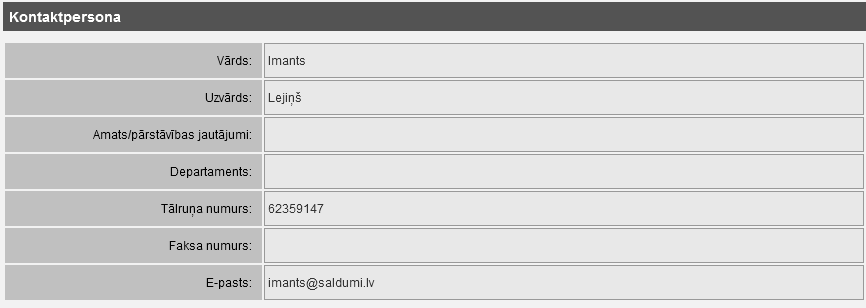 Kontaktpersona
Vārds: Imants
Uzvārds: Lejiņš
Amats/pārstāvības jautājumi:
Departaments:
Tālruņa numurs: 62359147
Faksa numurs:
E-pasts: imants@saldumi.lv